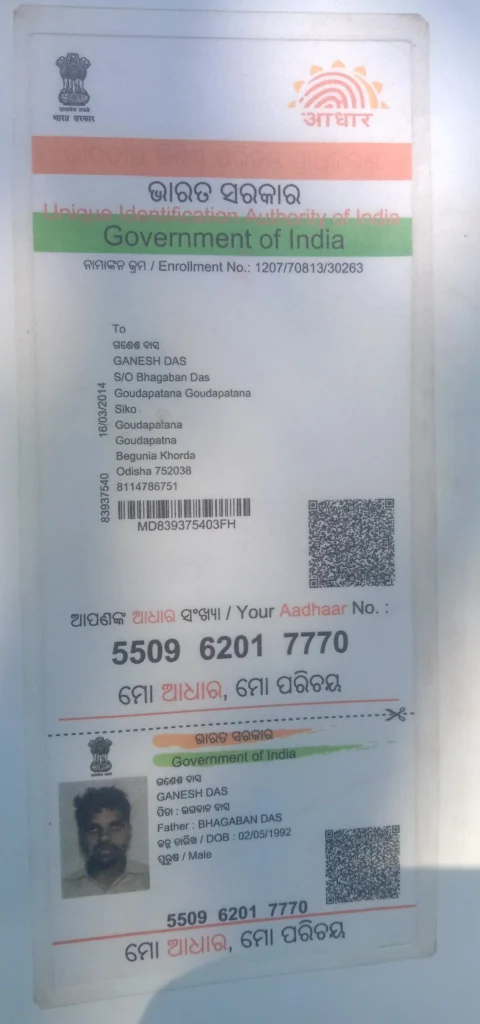 भारत सरकार
आधार
ଭାରତ ସରକାର
Unique Identification Authority of India
Government of India
ନାମାଙ୍କନ କ୍ରମ / Enrollment No.: 1207/70813/30263
To
ଗଣେଷ ଦାସ
GANESH DAS
S/O Bhagaban Das
Goudapatana Goudapatana
Siko
Goudapatana
Goudapatna
Begunia Khorda
Odisha 752038
8114786751
83937540 16/03/2014
MD839375403FH
ଆପଣଙ୍କ ଆଧାର ସଂଖ୍ୟା / Your Aadhaar No. :
5509 6201 7770
ମୋ ଆଧାର, ମୋ ପରିଚୟ
ଭାରତ ସରକାର
Government of India
ଗଣେଷ ଦାସ
GANESH DAS
ପିତା : ଭଗବାନ ଦାସ
Father : BHAGABAN DAS
ଜନ୍ମ ତାରିଖ / DOB : 02/05/1992
ପୁରୁଷ / Male
5509 6201 7770
ମୋ ଆଧାର, ମୋ ପରିଚୟ